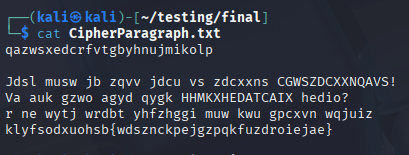 ┌──(kali㉿kali)-[~/testing/final]
└─$ cat CipherParagraph.txt
qazwsxedcrfvtgbyhnujmikolp

Jdsl musw jb zqvv jdcu vs zdcxxns CGWSZDCXXNQAVS!
Va auk gzwo agyd qygk HHMKXHEDATCAIX hedio?
r ne wytj wrdbt yhfzhggi muw kwu gpcxvn wqjuiz
klyfsodxuohsb{wdsznckpejgzpqkfuzdroiejae}